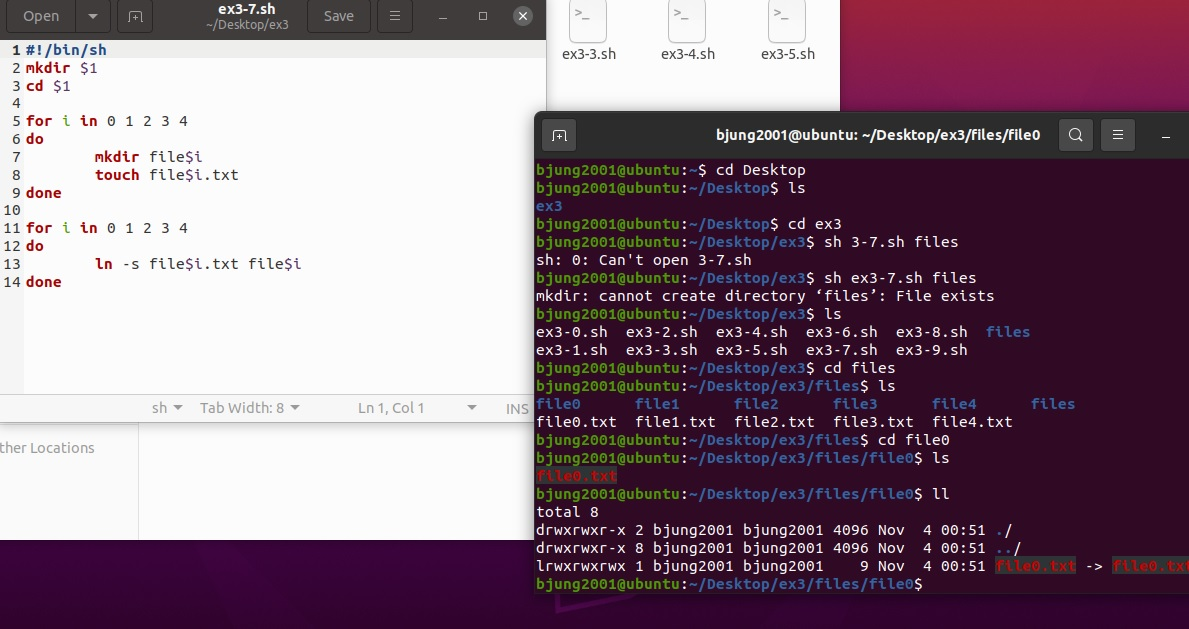 Open
ex3-7.sh
~/Desktop/ex3
Save
1 #!/bin/sh
2 mkdir $1
3 cd $1
4
5 for i in 0 1 2 3 4
6 do
7 mkdir file$i
8 touch file$i.txt
9 done
10
11 for i in 0 1 2 3 4
12 do
13 ln -s file$i.txt file$i
14 done
sh Tab Width: 8 Ln 1, Col 1 INS
ther Locations
ex3-3.sh ex3-4.sh ex3-5.sh
bjung2001@ubuntu: ~/Desktop/ex3/files/file0
bjung2001@ubuntu:~$ cd Desktop
bjung2001@ubuntu:~/Desktop$ ls
ex3
bjung2001@ubuntu:~/Desktop$ cd ex3
bjung2001@ubuntu:~/Desktop/ex3$ sh 3-7.sh files
sh: 0: Can't open 3-7.sh
bjung2001@ubuntu:~/Desktop/ex3$ sh ex3-7.sh files
mkdir: cannot create directory ‘files’: File exists
bjung2001@ubuntu:~/Desktop/ex3$ ls
ex3-0.sh ex3-2.sh ex3-4.sh ex3-6.sh ex3-8.sh files
ex3-1.sh ex3-3.sh ex3-5.sh ex3-7.sh ex3-9.sh
bjung2001@ubuntu:~/Desktop/ex3$ cd files
bjung2001@ubuntu:~/Desktop/ex3/files$ ls
file0 file1 file2 file3 file4 files
file0.txt file1.txt file2.txt file3.txt file4.txt
bjung2001@ubuntu:~/Desktop/ex3/files$ cd file0
bjung2001@ubuntu:~/Desktop/ex3/files/file0$ ls
file0.txt
bjung2001@ubuntu:~/Desktop/ex3/files/file0$ ll
total 8
drwxrwxr-x 2 bjung2001 bjung2001 4096 Nov 4 00:51 ./
drwxrwxr-x 8 bjung2001 bjung2001 4096 Nov 4 00:51 ../
lrwxrwxrwx 1 bjung2001 bjung2001 9 Nov 4 00:51 file0.txt -> file0.txt
bjung2001@ubuntu:~/Desktop/ex3/files/file0$